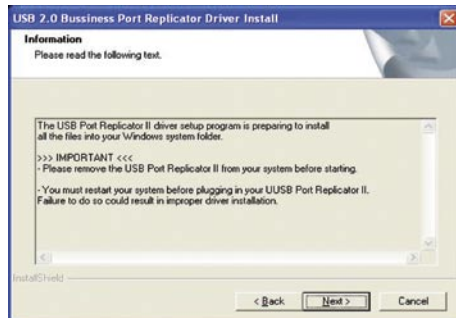 USB 2.0 Bussiness Port Replicator Driver Install
Information
Please read the following text.
The USB Port Replicator II driver setup program is preparing to install
all the files into your Windows system folder.
>>> IMPORTANT <<<
- Please remove the USB Port Replicator II from your system before starting.
- You must restart your system before plugging in your UUSB Port Replicator II.
Failure to do so could result in improper driver installation.
InstallShield
< Back
Next >
Cancel